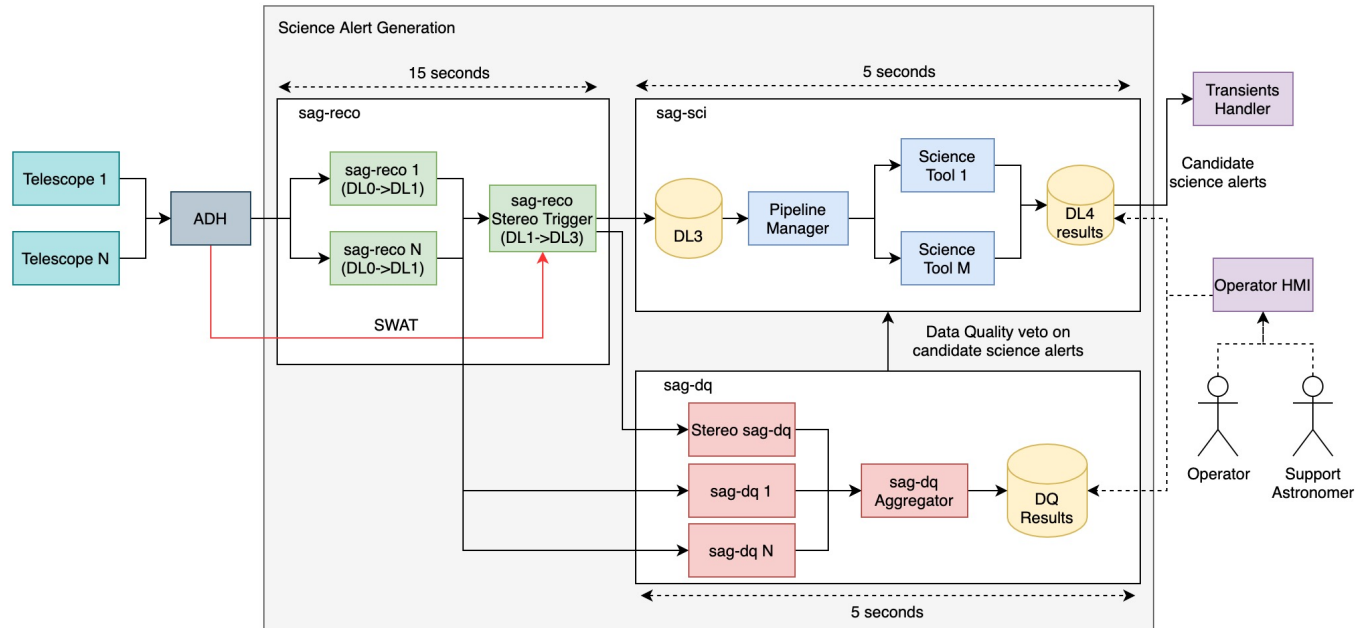 Science Alert Generation
15 seconds
5 seconds
sag-reco
sag-sci
Transients
Handler
Telescope 1
Telescope N
ADH
sag-reco 1
(DL0->DL1)
sag-reco N
(DL0->DL1)
sag-reco
Stereo Trigger
(DL1->DL3)
SWAT
DL3
Pipeline
Manager
Science
Tool 1
Science
Tool M
DL4
results
Candidate
science alerts
Operator HMI
Data Quality veto on
candidate science alerts
sag-dq
Stereo sag-dq
sag-dq 1
sag-dq N
sag-dq
Aggregator
DQ
Results
Operator
Support
Astronomer
5 seconds